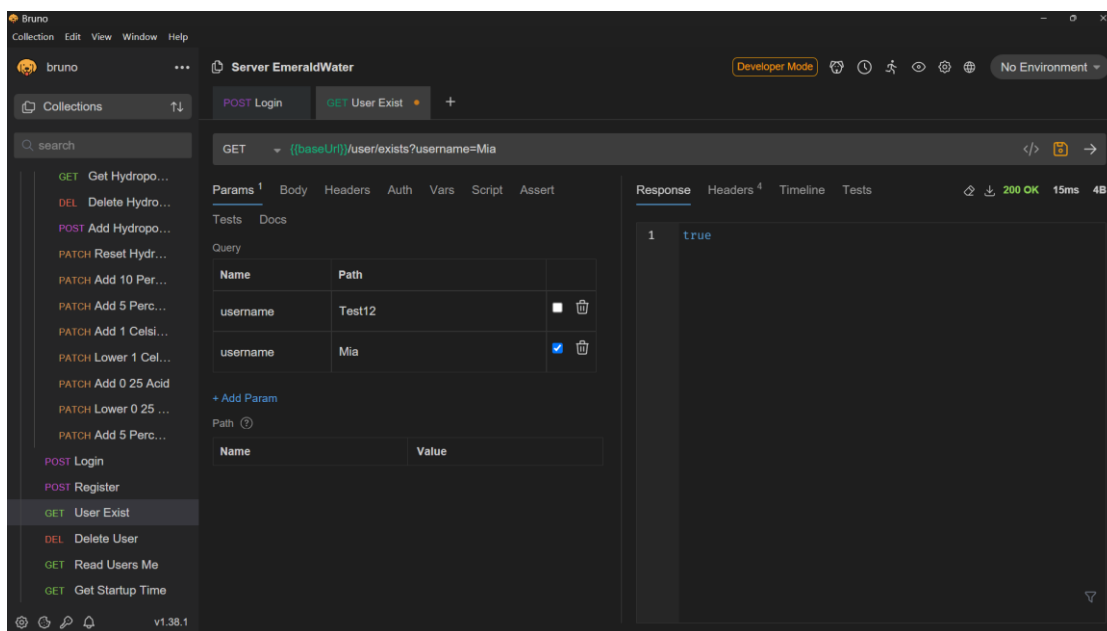 Bruno
Collection Edit View Window Help
bruno
Server EmeraldWater
Developer Mode
No Environment
Collections
POST Login
GET User Exist
+
search
GET {{baseUrl}}/user/exists?username=Mia
GET Get Hydropo...
DEL Delete Hydro...
POST Add Hydropo...
PATCH Reset Hydr...
PATCH Add 10 Per...
PATCH Add 5 Perc...
PATCH Add 1 Celsi...
PATCH Lower 1 Cel...
PATCH Add 0 25 Acid
PATCH Lower 0 25 ...
PATCH Add 5 Perc...
POST Login
POST Register
GET User Exist
DEL Delete User
GET Read Users Me
GET Get Startup Time
v1.38.1
Params 1 Body Headers Auth Vars Script Assert
Tests Docs
Query
Name Path
username Test12
username Mia
+ Add Param
Path ?
Name Value
Response Headers 4 Timeline Tests
200 OK 15ms 4B
1 true